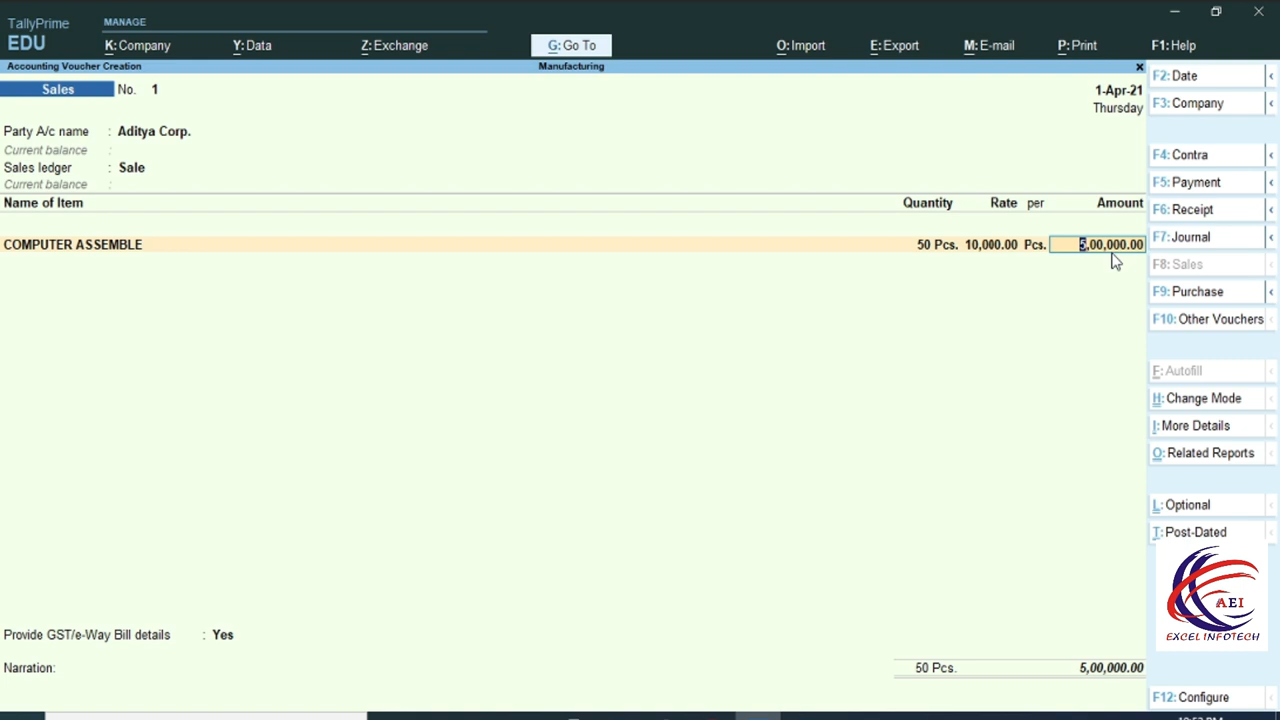 TallyPrime
EDU
MANAGE
K: Company
Y: Data
Z: Exchange
G: Go To
O: Import
E: Export
M: E-mail
P: Print
F1: Help
Accounting Voucher Creation
Manufacturing
Sales No. 1
1-Apr-21
Thursday
Party A/c name : Aditya Corp.
Current balance :
Sales ledger : Sale
Current balance :
Name of Item Quantity Rate per Amount
COMPUTER ASSEMBLE 50 Pcs. 10,000.00 Pcs. 5,00,000.00
Provide GST/e-Way Bill details : Yes
Narration: 50 Pcs. 5,00,000.00
F2: Date
F3: Company
F4: Contra
F5: Payment
F6: Receipt
F7: Journal
F8: Sales
F9: Purchase
F10: Other Vouchers
E: Autofill
H: Change Mode
I: More Details
O: Related Reports
L: Optional
T: Post-Dated
AEI
EXCEL INFOTECH
F12: Configure